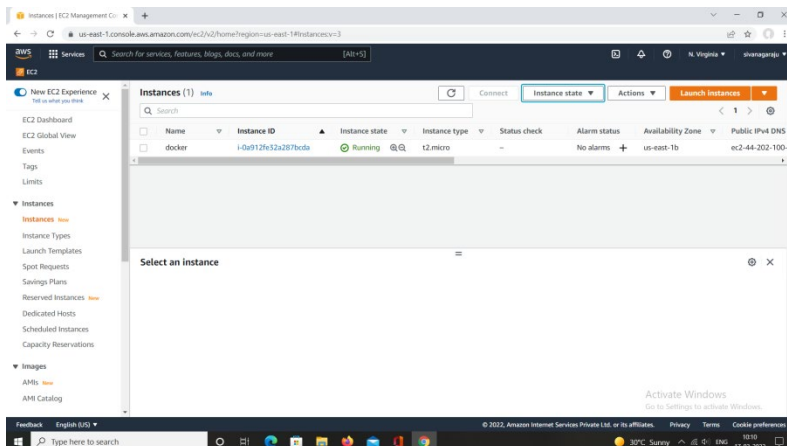 Instances | EC2 Management Co
us-east-1.console.aws.amazon.com/ec2/v2/home?region=us-east-1#Instances:v=3
aws Services Search for services, features, blogs, docs, and more [Alt+S] N. Virginia sivanagaraju
EC2
New EC2 Experience
Tell us what you think
EC2 Dashboard
EC2 Global View
Events
Tags
Limits
Instances
Instances New
Instance Types
Launch Templates
Spot Requests
Savings Plans
Reserved Instances New
Dedicated Hosts
Scheduled Instances
Capacity Reservations
Images
AMIs New
AMI Catalog
Instances (1) Info Connect Instance state Actions Launch instances
Search 1
Name Instance ID Instance state Instance type Status check Alarm status Availability Zone Public IPv4 DNS
docker i-0a912fe32a287bcda Running t2.micro – No alarms + us-east-1b ec2-44-202-100-
Select an instance
Activate Windows
Go to Settings to activate Windows.
Feedback English (US) © 2022, Amazon Internet Services Private Ltd. or its affiliates. Privacy Terms Cookie preferences
Type here to search 30°C Sunny ENG 10:10